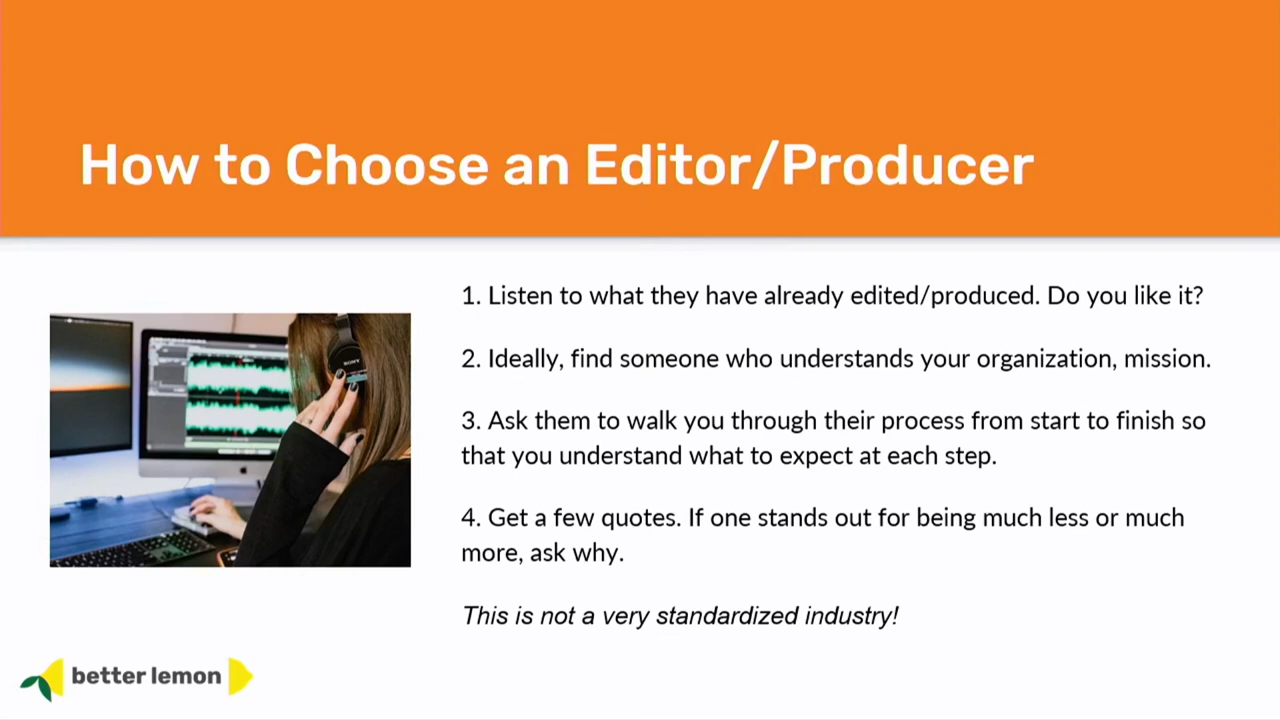 How to Choose an Editor/Producer
1. Listen to what they have already edited/produced. Do you like it?
2. Ideally, find someone who understands your organization, mission.
3. Ask them to walk you through their process from start to finish so
that you understand what to expect at each step.
4. Get a few quotes. If one stands out for being much less or much
more, ask why.
This is not a very standardized industry!
SONY
better lemon